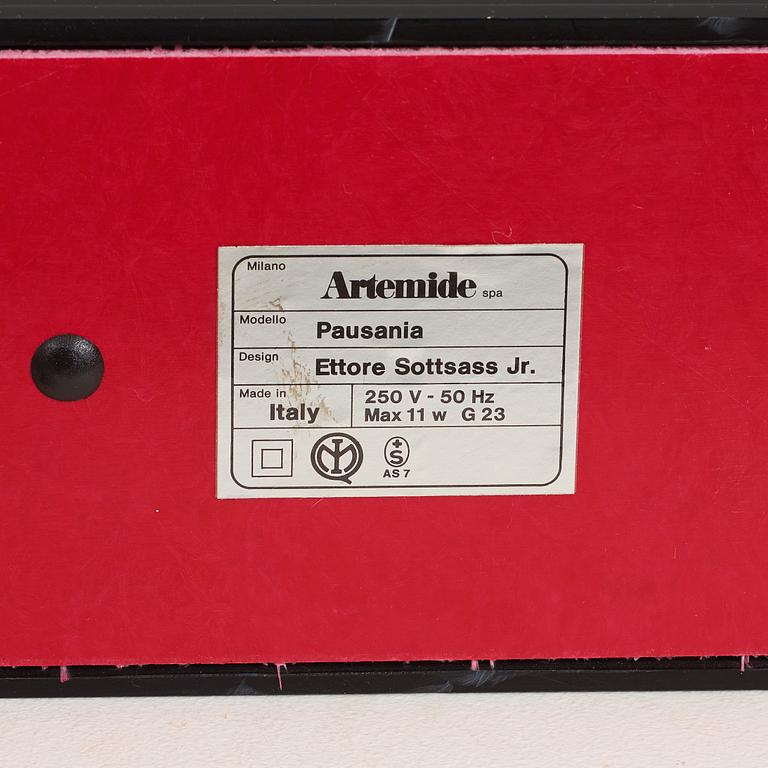 Milano
Artemide spa
Modello
Pausania
Design
Ettore Sottsass Jr.
Made in
Italy
250 V - 50 Hz
Max 11 w G 23
IMQ
+S
AS 7